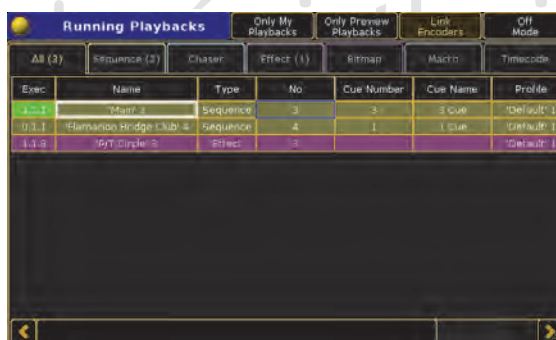 Running Playbacks
Only My Playbacks
Only Preview Playbacks
Link Encoders
Off Mode
All (3)
Sequence (2)
Chaser
Effect (1)
Bitmap
Macro
Timecode
Exec Name Type No Cue Number Cue Name Profile
1.1.1 'Main' 3 Sequence 3 3 3 Cue 'Default' 1
0.1.1 'Flamarion Bridge Club' 4 Sequence 4 1 1 Cue 'Default' 1
1.1.8 'P/T Circle' 3 Effect 3 'Default' 1